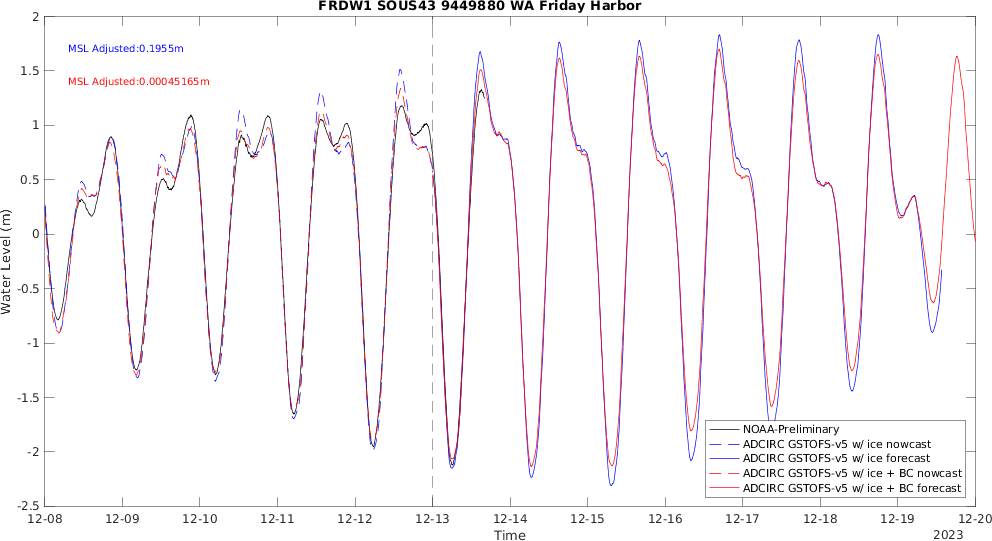 FRDW1 SOUS43 9449880 WA Friday Harbor
MSL Adjusted:0.1955m
MSL Adjusted:0.00045165m
Water Level (m)
2
1.5
1
0.5
0
-0.5
-1
-1.5
-2
-2.5
NOAA-Preliminary
ADCIRC GSTOFS-v5 w/ ice nowcast
ADCIRC GSTOFS-v5 w/ ice forecast
ADCIRC GSTOFS-v5 w/ ice + BC nowcast
ADCIRC GSTOFS-v5 w/ ice + BC forecast
12-08 12-09 12-10 12-11 12-12 12-13 12-14 12-15 12-16 12-17 12-18 12-19 12-20
Time
2023